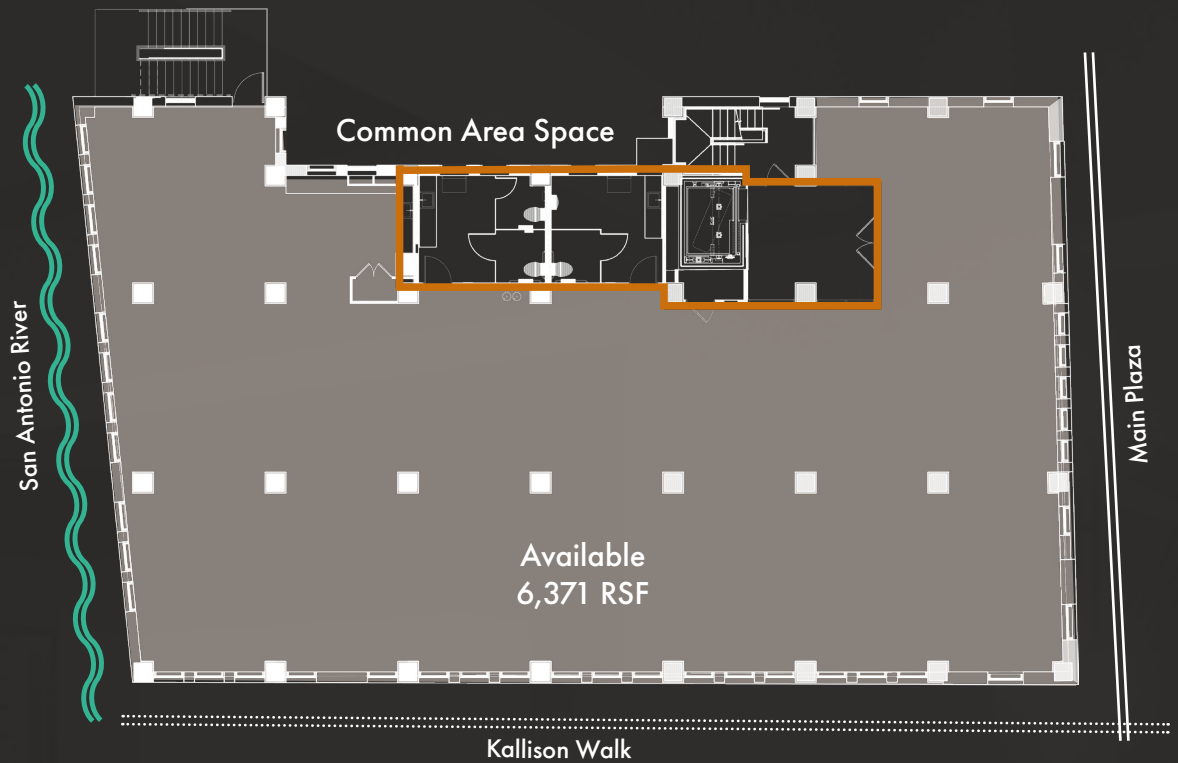 Common Area Space
San Antonio River
Main Plaza
Available
6,371 RSF
Kallison Walk